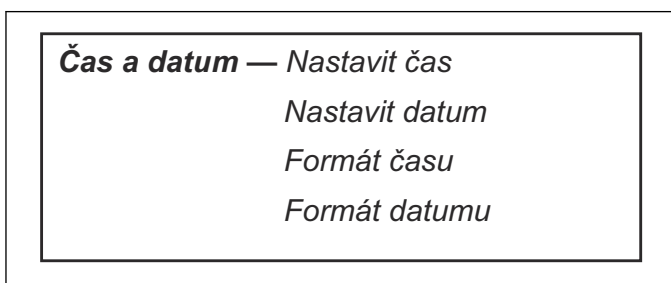 Čas a datum — Nastavit čas
Nastavit datum
Formát času
Formát datumu